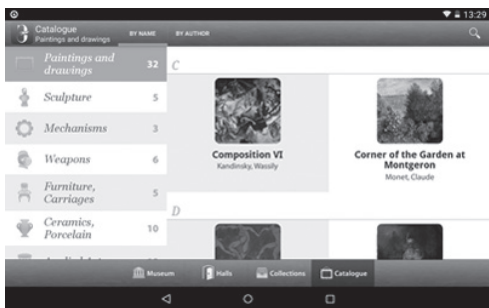 13:29
Catalogue
Paintings and drawings
BY NAME
BY AUTHOR
Paintings and
drawings
32
Sculpture
5
Mechanisms
3
Weapons
6
Furniture,
Carriages
5
Ceramics,
Porcelain
10
C
Composition VI
Kandinsky, Wassily
Corner of the Garden at
Montgeron
Monet, Claude
D
Museum
Halls
Collections
Catalogue